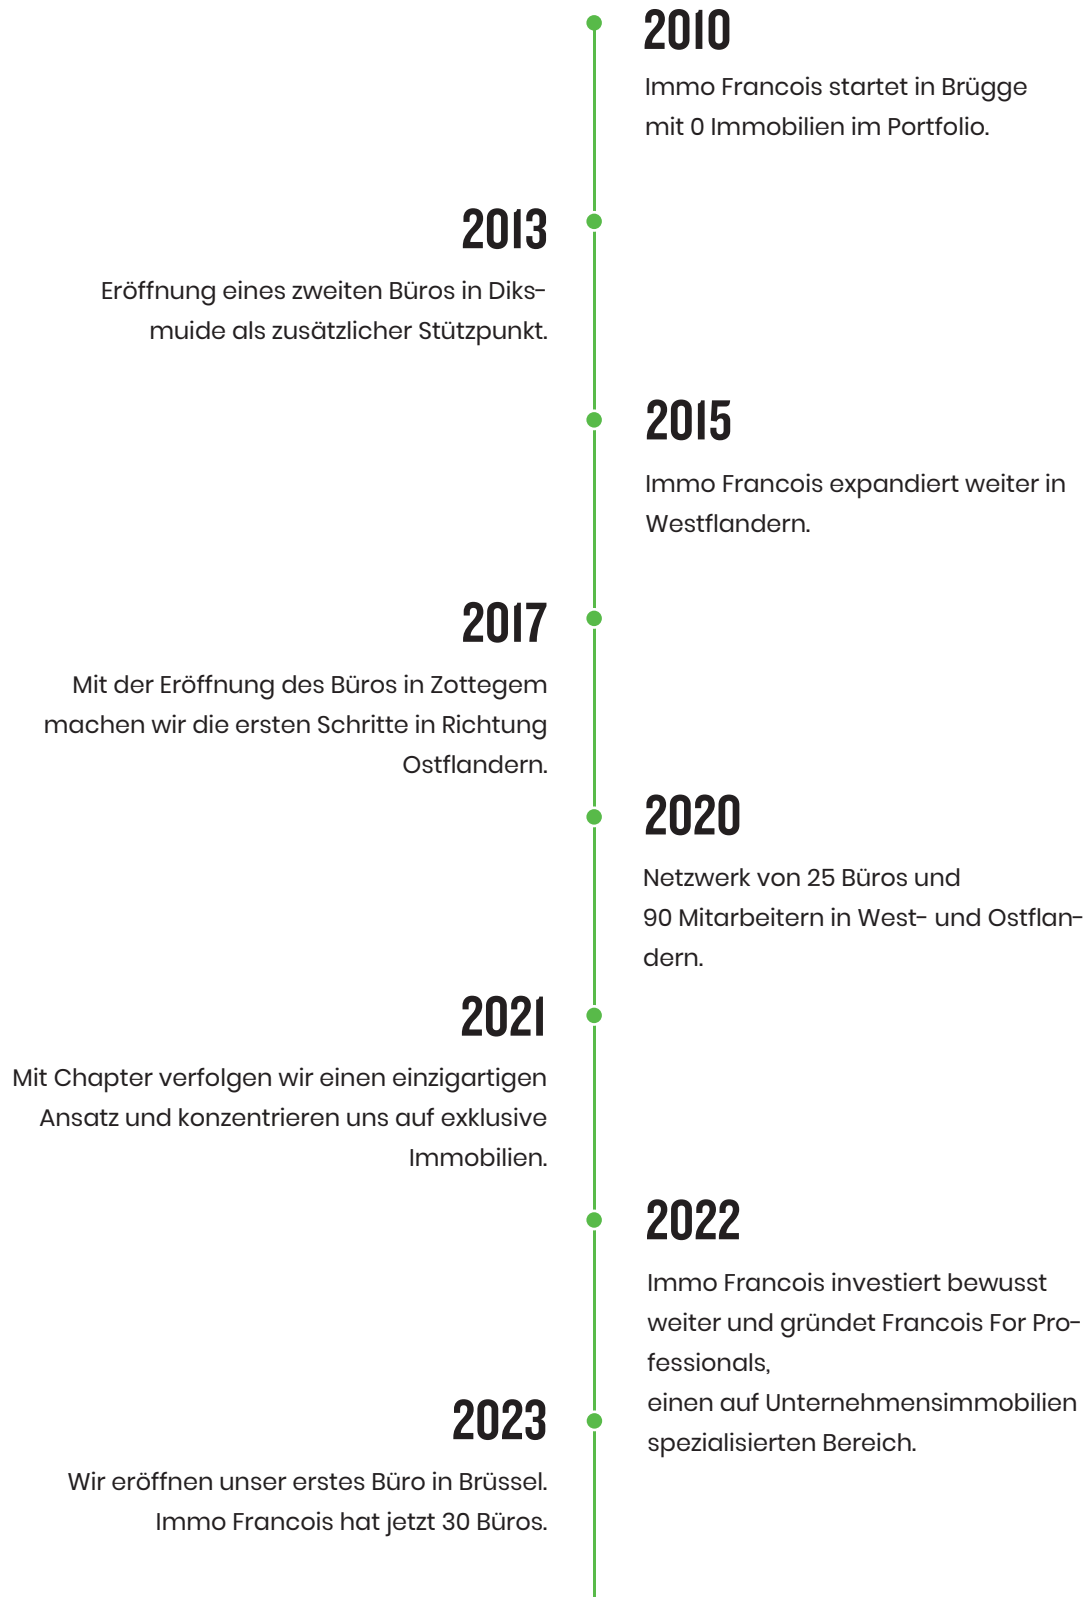 2010
Immo Francois startet in Brügge
mit 0 Immobilien im Portfolio.
2013
Eröffnung eines zweiten Büros in Diks-
muide als zusätzlicher Stützpunkt.
2015
Immo Francois expandiert weiter in
Westflandern.
2017
Mit der Eröffnung des Büros in Zottegem
machen wir die ersten Schritte in Richtung
Ostflandern.
2020
Netzwerk von 25 Büros und
90 Mitarbeitern in West- und Ostflan-
dern.
2021
Mit Chapter verfolgen wir einen einzigartigen
Ansatz und konzentrieren uns auf exklusive
Immobilien.
2022
Immo Francois investiert bewusst
weiter und gründet Francois For Pro-
fessionals,
einen auf Unternehmensimmobilien
spezialisierten Bereich.
2023
Wir eröffnen unser erstes Büro in Brüssel.
Immo Francois hat jetzt 30 Büros.